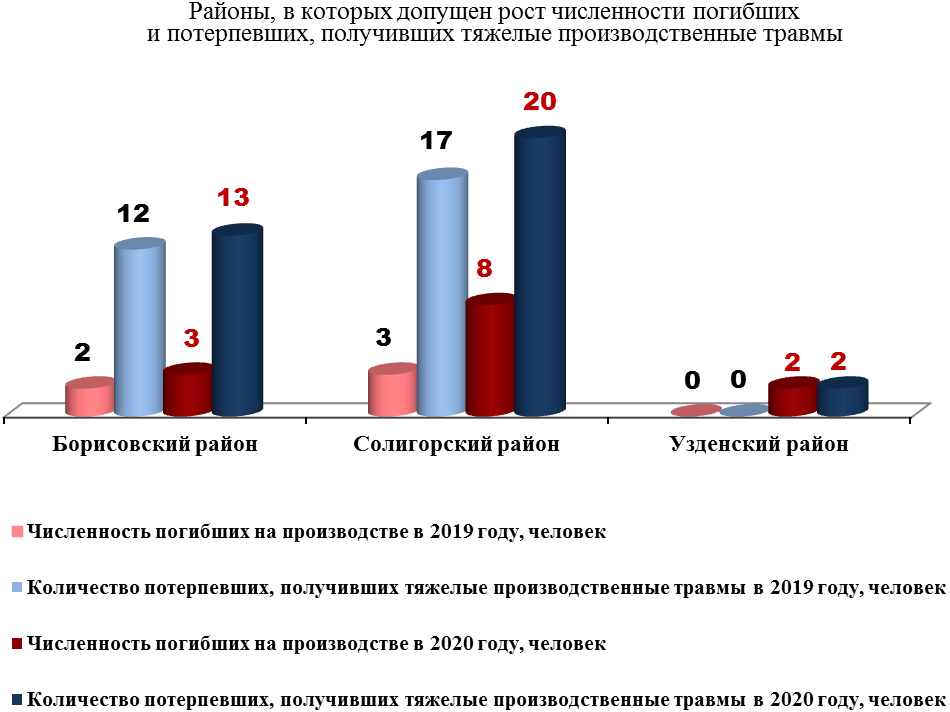 Районы, в которых допущен рост численности погибших
и потерпевших, получивших тяжелые производственные травмы
2 12 3 13
3 17 8 20
0 0 2 2
Борисовский район Солигорский район Узденский район
Численность погибших на производстве в 2019 году, человек
Количество потерпевших, получивших тяжелые производственные травмы в 2019 году, человек
Численность погибших на производстве в 2020 году, человек
Количество потерпевших, получивших тяжелые производственные травмы в 2020 году, человек